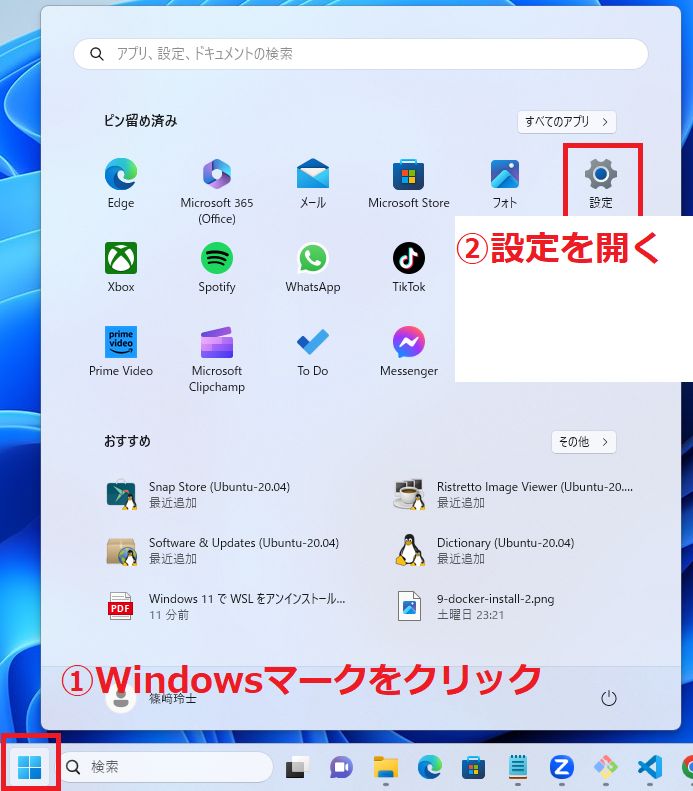 アプリ、設定、ドキュメントの検索
ピン留め済み
すべてのアプリ
Edge
Microsoft 365
(Office)
メール
Microsoft Store
フォト
設定
②設定を開く
Xbox
Spotify
WhatsApp
TikTok
prime
video
Prime Video
Microsoft
Clipchamp
To Do
Messenger
おすすめ
その他
Snap Store (Ubuntu-20.04)
最近追加
Ristretto Image Viewer (Ubuntu-20....
最近追加
Software & Updates (Ubuntu-20.04)
最近追加
Dictionary (Ubuntu-20.04)
最近追加
PDF
Windows 11 で WSL をアンインストール...
11 分前
9-docker-install-2.png
土曜日 23:21
①Windowsマークをクリック
篠﨑玲士
検索